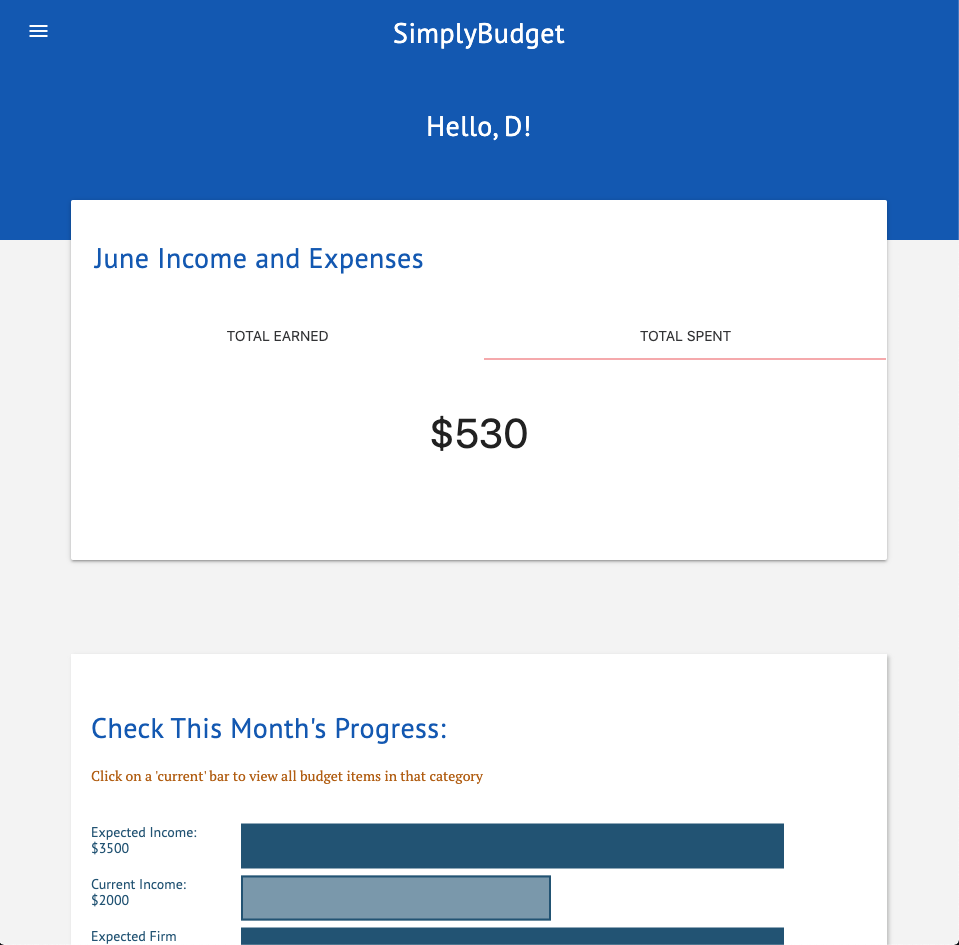 SimplyBudget
Hello, D!
June Income and Expenses
TOTAL EARNED
TOTAL SPENT
$530
Check This Month's Progress:
Click on a 'current' bar to view all budget items in that category
Expected Income:
$3500
Current Income:
$2000
Expected Firm